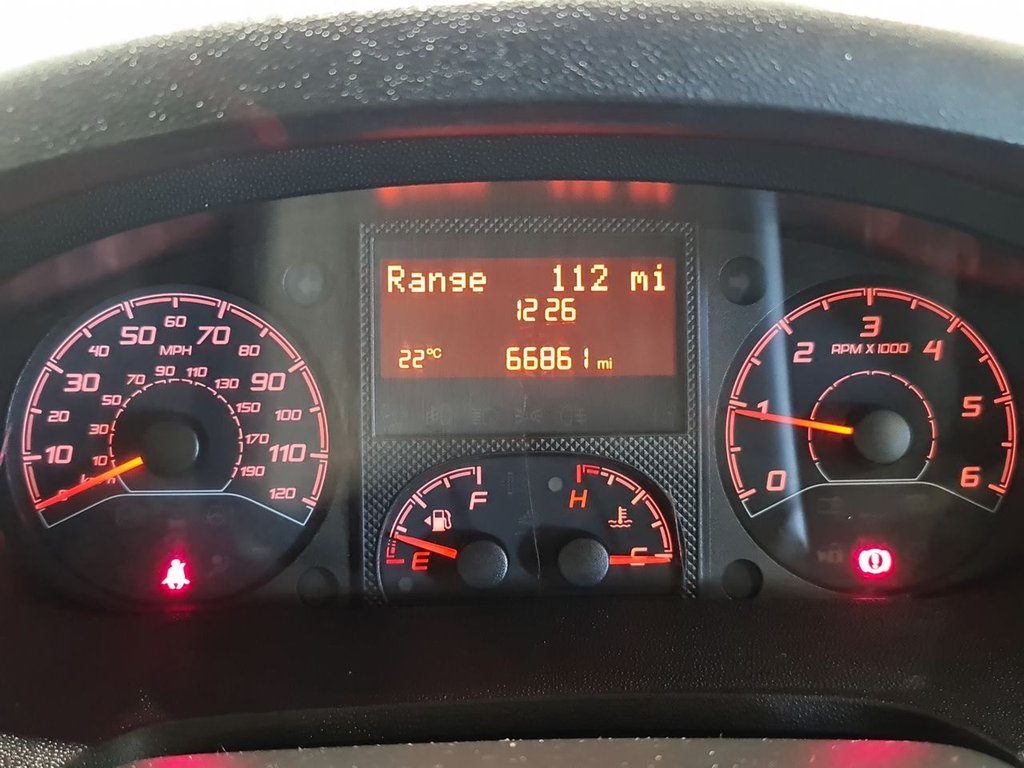 Range 112 mi
12 26
22°C 66861 mi
10 20 30 40 50 60 70 80 90 100 110 120
MPH
10 30 50 70 90 110 130 150 170 190
0 1 2 3 4 5 6
RPM X 1000
F
E
H
C